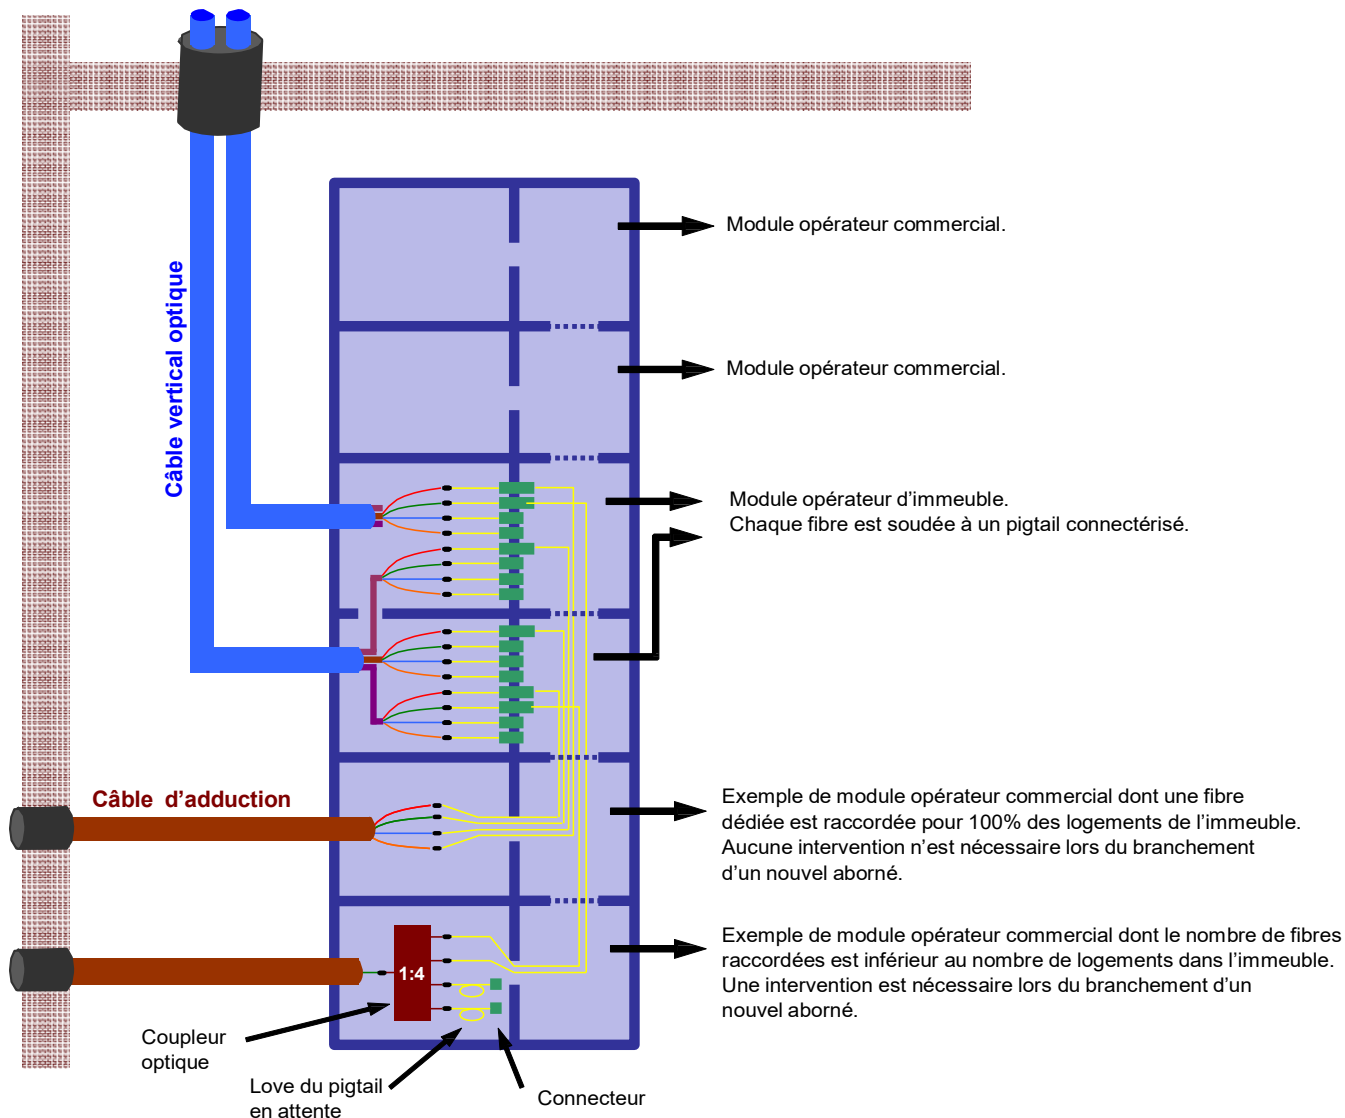 Module opérateur commercial.
Câble vertical optique
Module opérateur commercial.
Module opérateur d'immeuble.
Chaque fibre est soudée à un pigtail connectérisé.
Câble d'adduction
Exemple de module opérateur commercial dont une fibre
dédiée est raccordée pour 100% des logements de l'immeuble.
Aucune intervention n'est nécessaire lors du branchement
d'un nouvel aborné.
Exemple de module opérateur commercial dont le nombre de fibres
raccordées est inférieur au nombre de logements dans l'immeuble.
Une intervention est nécessaire lors du branchement d'un
nouvel aborné.
1:4
Coupleur
optique
Love du pigtail
en attente
Connecteur